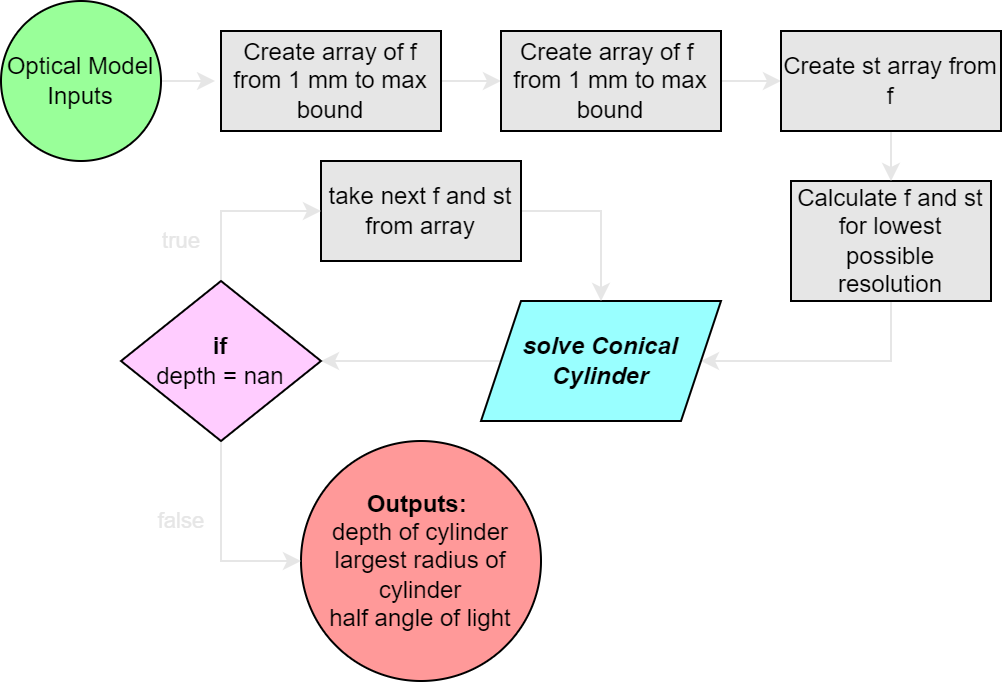 Optical Model
Inputs
Create array of f
from 1 mm to max
bound
Create array of f
from 1 mm to max
bound
Create st array from
f
Calculate f and st
for lowest
possible
resolution
take next f and st
from array
true
solve Conical
Cylinder
if
depth = nan
false
Outputs:
depth of cylinder
largest radius of
cylinder
half angle of light